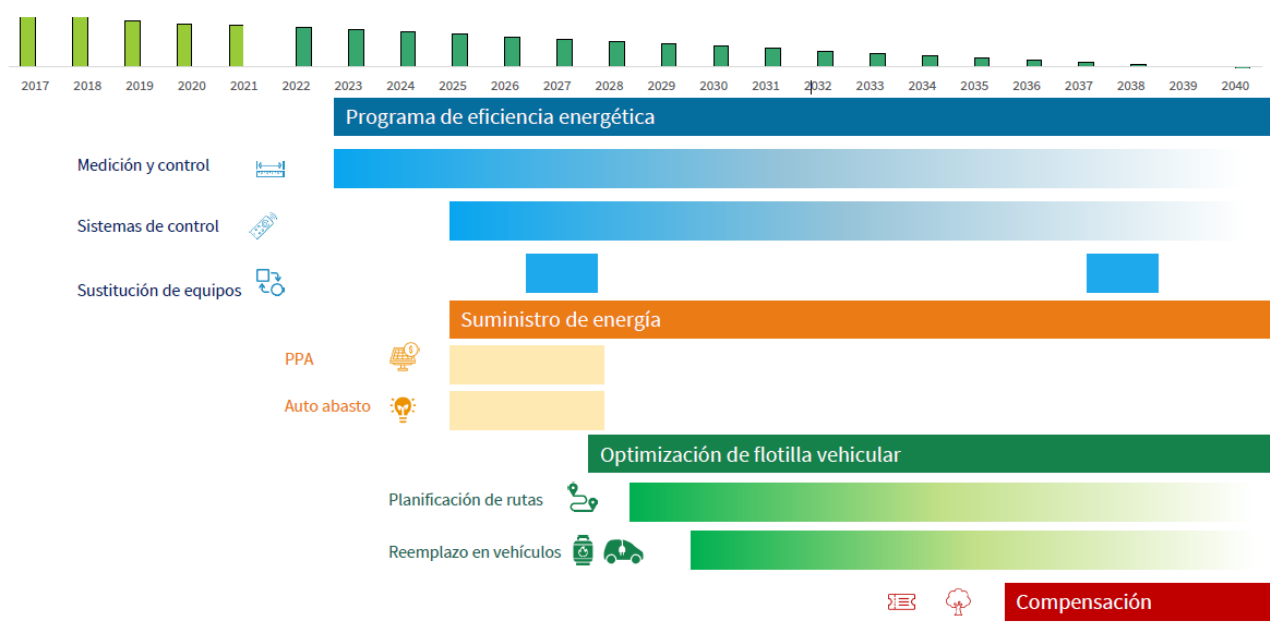 2017 2018 2019 2020 2021 2022 2023 2024 2025 2026 2027 2028 2029 2030 2031 2032 2033 2034 2035 2036 2037 2038 2039 2040
Programa de eficiencia energética
Medición y control
Sistemas de control
Sustitución de equipos
Suministro de energía
PPA
Auto abasto
Optimización de flotilla vehicular
Planificación de rutas
Reemplazo en vehículos
Compensación